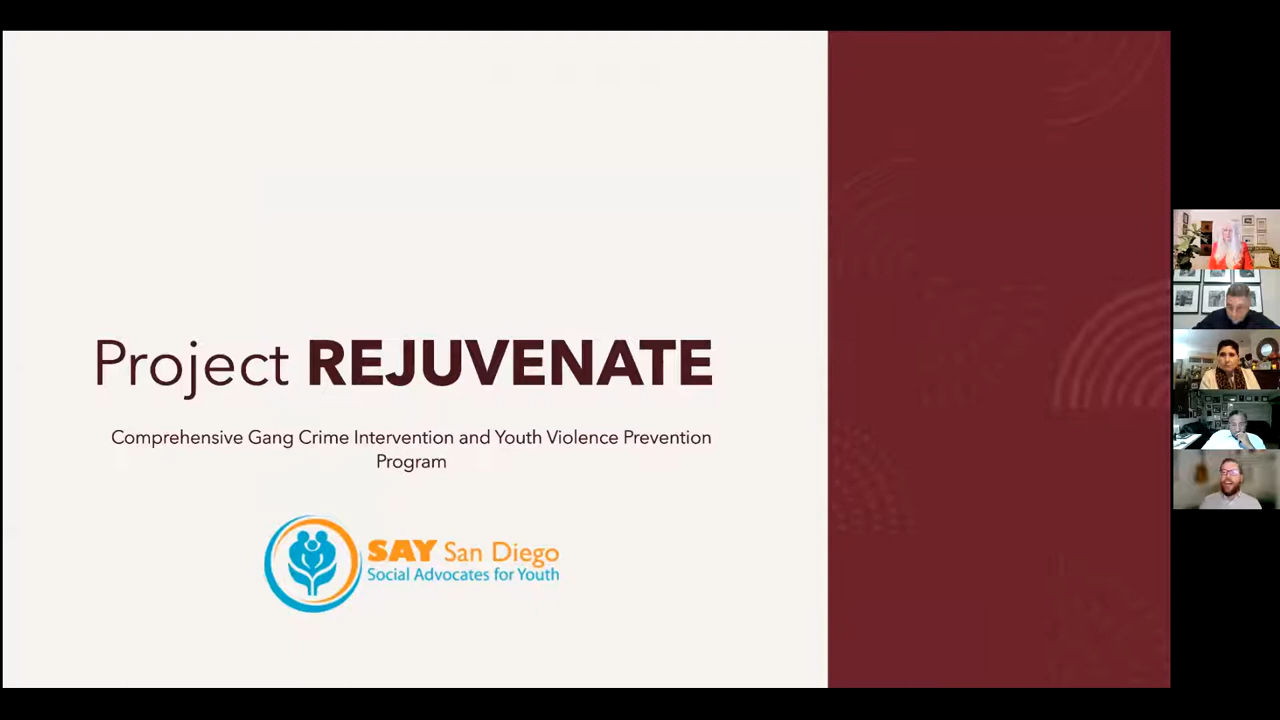 Project REJUVENATE
Comprehensive Gang Crime Intervention and Youth Violence Prevention
Program
SAY San Diego
Social Advocates for Youth